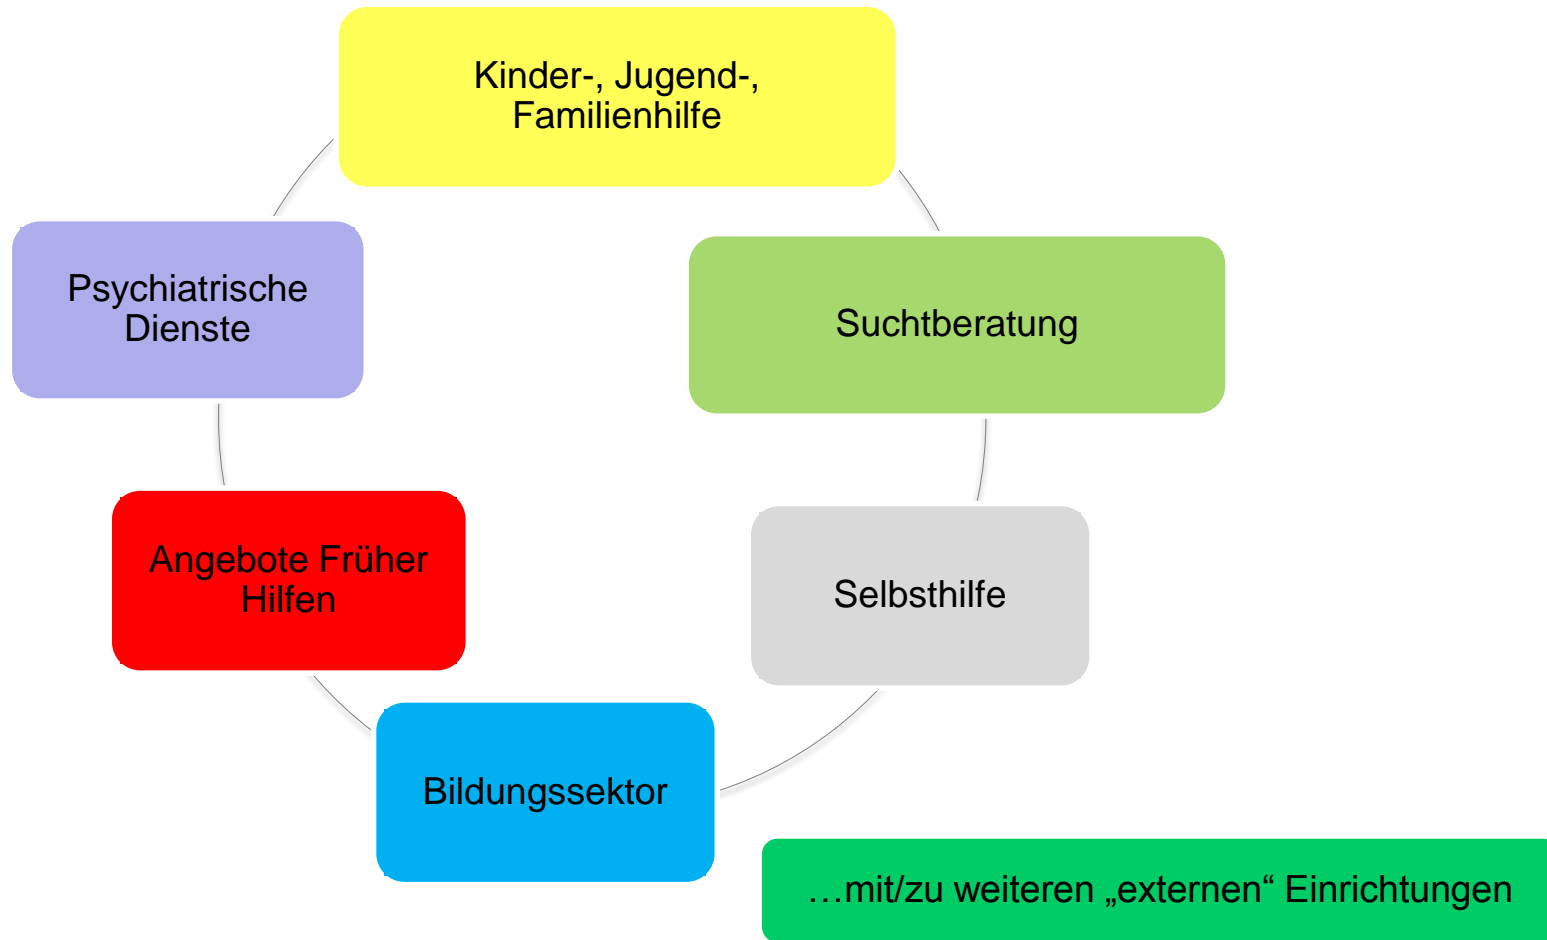 Kinder-, Jugend-,
Familienhilfe
Psychiatrische
Dienste
Suchtberatung
Angebote Früher
Hilfen
Selbsthilfe
Bildungssektor
…mit/zu weiteren „externen“ Einrichtungen